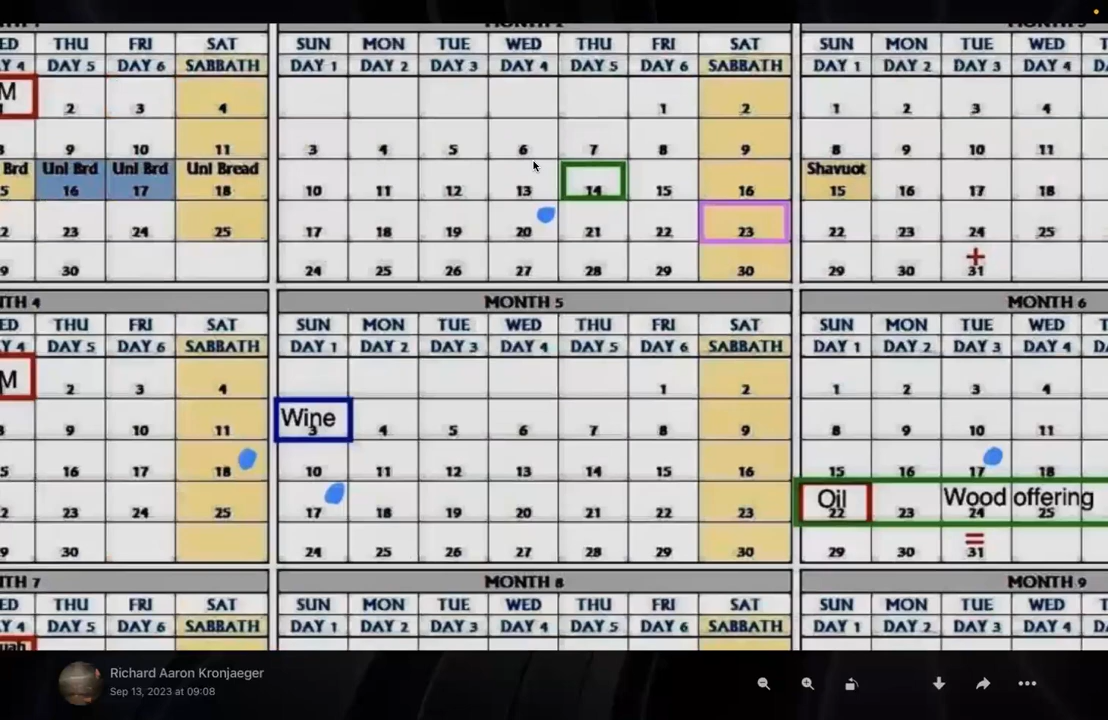 MONTH 2
ED THU FRI SAT SUN MON TUE WED THU FRI SAT SUN MON TUE WED
Y 4 DAY 5 DAY 6 SABBATH DAY 1 DAY 2 DAY 3 DAY 4 DAY 5 DAY 6 SABBATH DAY 1 DAY 2 DAY 3 DAY 4
M 2 3 4 1 2 1 2 3 4
9 10 11 3 4 5 6 7 8 9 8 9 10 11
Brd Unl Brd Unl Brd Unl Bread Shavuot
5 16 17 18 10 11 12 13 14 15 16 15 16 17 18
2 23 24 25 17 18 19 20 21 22 23 22 23 24 25
9 30 24 25 26 27 28 29 30 29 30 31
TH 4 MONTH 5 MONTH 6
ED THU FRI SAT SUN MON TUE WED THU FRI SAT SUN MON TUE WED
Y 4 DAY 5 DAY 6 SABBATH DAY 1 DAY 2 DAY 3 DAY 4 DAY 5 DAY 6 SABBATH DAY 1 DAY 2 DAY 3 DAY 4
M 2 3 4 1 2 1 2 3 4
Wine
9 10 11 3 4 5 6 7 8 9 8 9 10 11
5 16 17 18 10 11 12 13 14 15 16 15 16 17 18
Oil Wood offering
2 23 24 25 17 18 19 20 21 22 23 22 23 24 25
9 30 24 25 26 27 28 29 30 29 30 31
TH 7 MONTH 8 MONTH 9
ED THU FRI SAT SUN MON TUE WED THU FRI SAT SUN MON TUE WED
Y 4 DAY 5 DAY 6 SABBATH DAY 1 DAY 2 DAY 3 DAY 4 DAY 5 DAY 6 SABBATH DAY 1 DAY 2 DAY 3 DAY 4
uah
Richard Aaron Kronjaeger
Sep 13, 2023 at 09:08